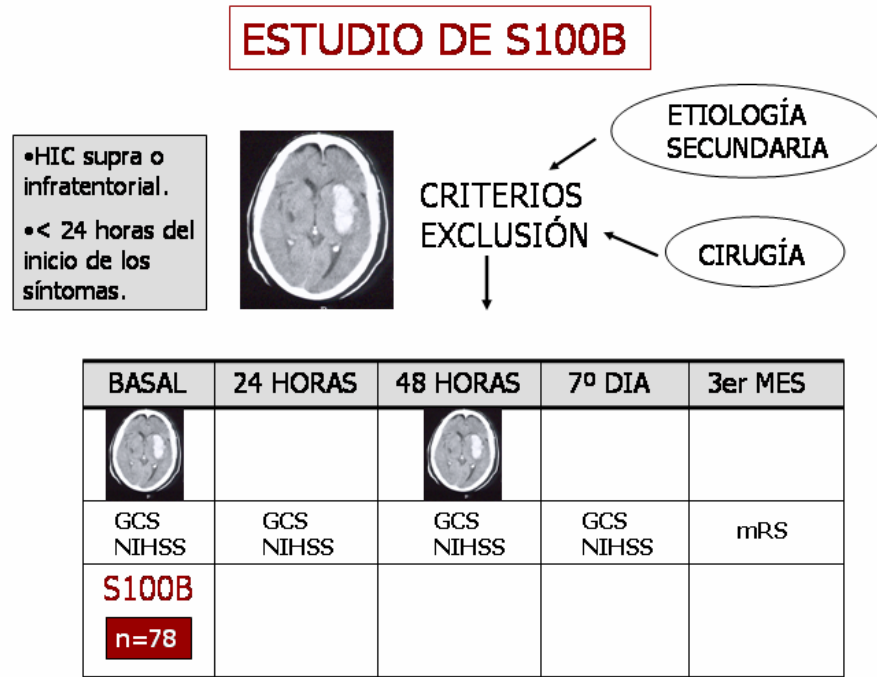 ESTUDIO DE S100B
•HIC supra o
infratentorial.
•< 24 horas del
inicio de los
síntomas.
CRITERIOS
EXCLUSIÓN
ETIOLOGÍA
SECUNDARIA
CIRUGÍA
BASAL 24 HORAS 48 HORAS 7º DIA 3er MES
GCS GCS GCS GCS mRS
NIHSS NIHSS NIHSS NIHSS
S100B
n=78